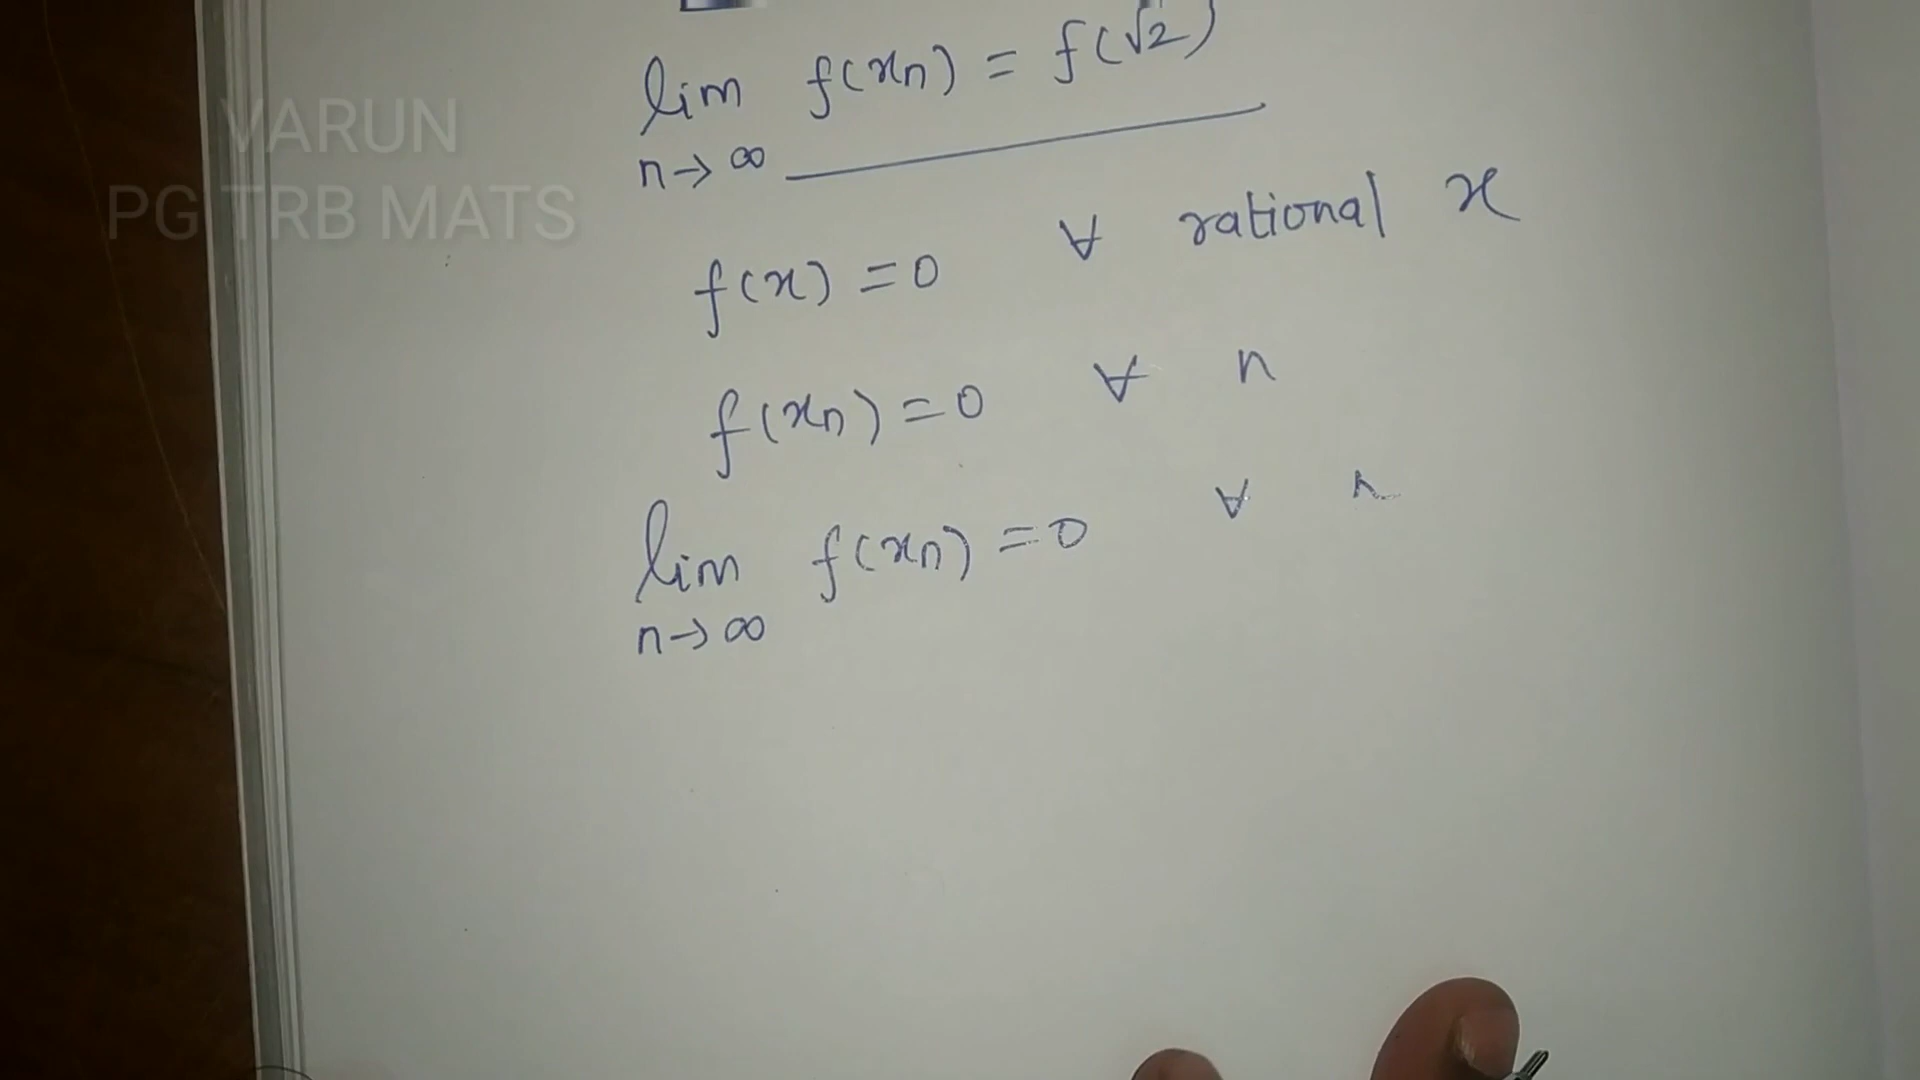 lim f(xn) = f(√2)
n→∞
VARUN
PG TRB MATS
f(x) = 0 ∀ rational x
f(xn) = 0 ∀ n
lim f(xn) = 0 ∀ n
n→∞